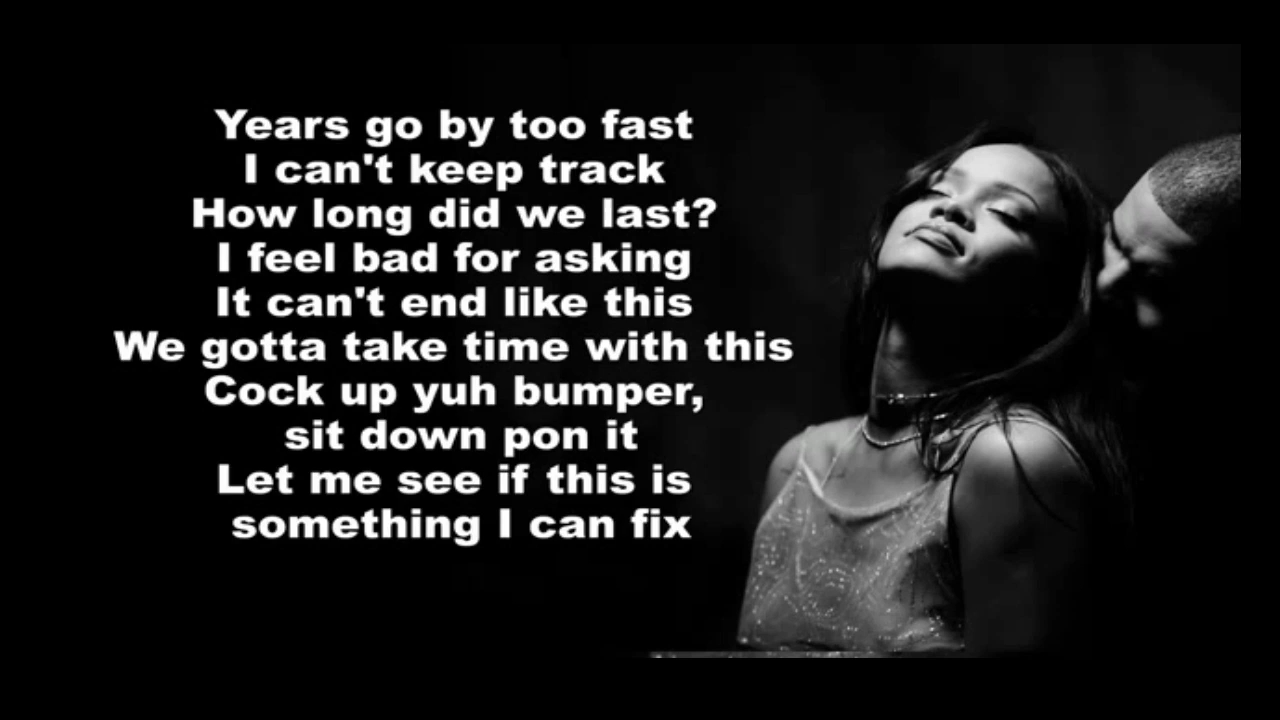 Years go by too fast
I can't keep track
How long did we last?
I feel bad for asking
It can't end like this
We gotta take time with this
Cock up yuh bumper,
sit down pon it
Let me see if this is
something I can fix